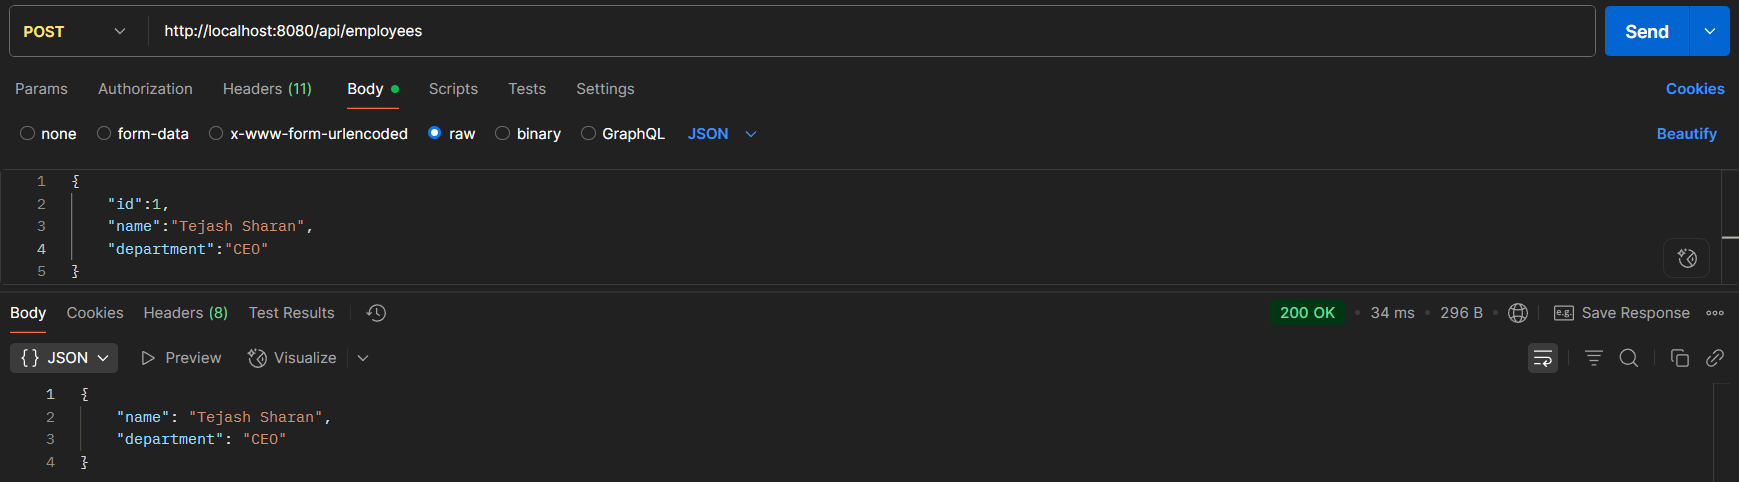 POST http://localhost:8080/api/employees Send
Params Authorization Headers (11) Body Scripts Tests Settings Cookies
none form-data x-www-form-urlencoded raw binary GraphQL JSON Beautify
1 {
2 "id":1,
3 "name":"Tejash Sharan",
4 "department":"CEO"
5 }
Body Cookies Headers (8) Test Results 200 OK • 34 ms • 296 B • e.g. Save Response
{} JSON Preview Visualize
1 {
2 "name": "Tejash Sharan",
3 "department": "CEO"
4 }